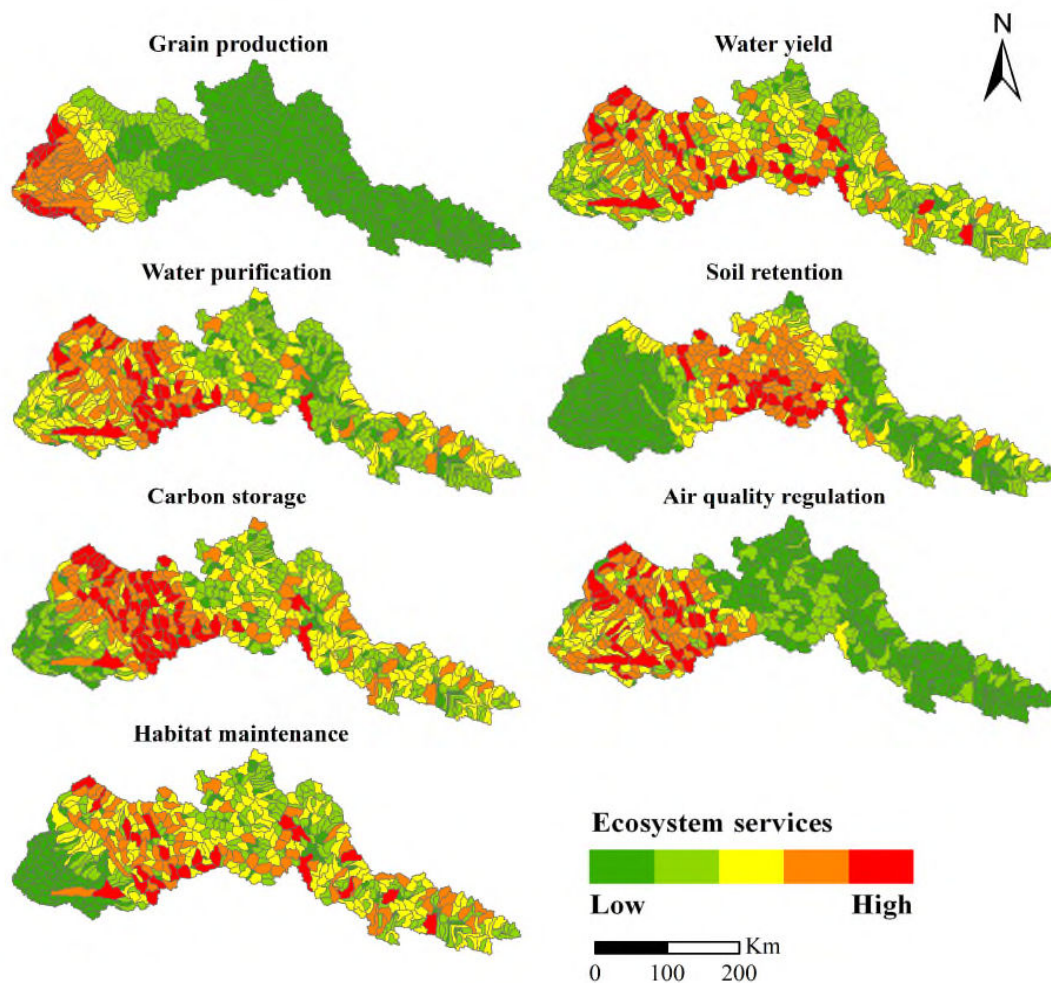 Grain production
Water yield
N
Water purification
Soil retention
Carbon storage
Air quality regulation
Habitat maintenance
Ecosystem services
Low High
Km
0 100 200